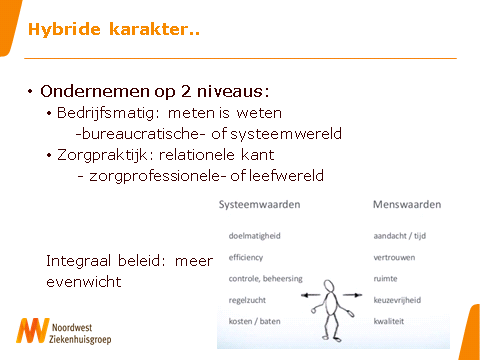 Hybride karakter..
• Ondernemen op 2 niveaus:
• Bedrijfsmatig: meten is weten
-bureaucratische- of systeemwereld
• Zorgpraktijk: relationele kant
- zorgprofessionele- of leefwereld
Integraal beleid: meer
evenwicht
Systeemwaarden Menswaarden
doelmatigheid aandacht / tijd
efficiency vertrouwen
controle, beheersing ruimte
regelzucht keuzevrijheid
kosten / baten kwaliteit
Noordwest
Ziekenhuisgroep